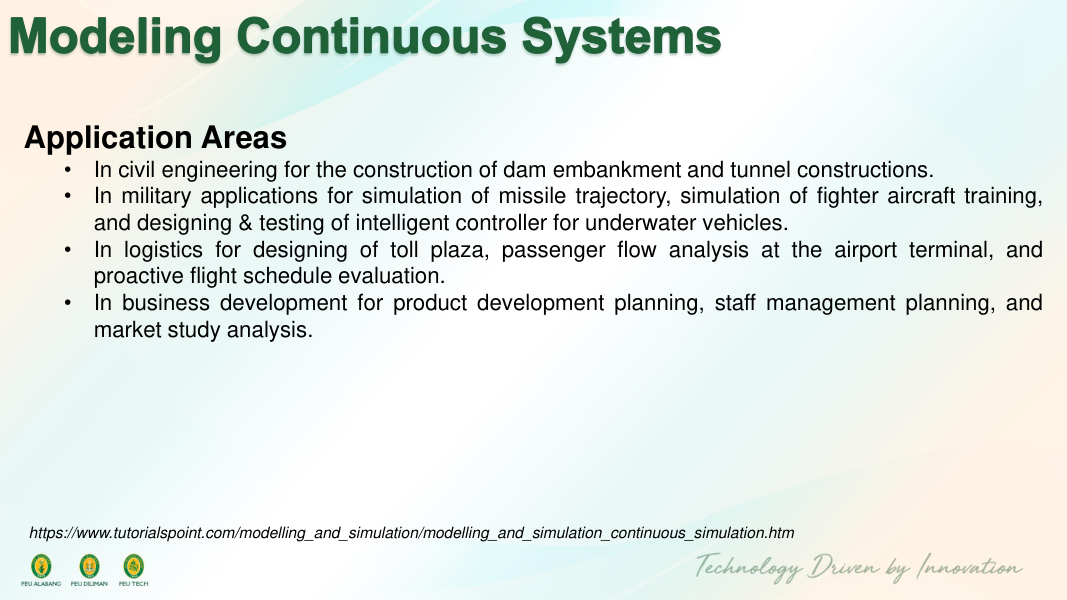 Modeling Continuous Systems
Application Areas
• In civil engineering for the construction of dam embankment and tunnel constructions.
• In military applications for simulation of missile trajectory, simulation of fighter aircraft training,
and designing & testing of intelligent controller for underwater vehicles.
• In logistics for designing of toll plaza, passenger flow analysis at the airport terminal, and
proactive flight schedule evaluation.
• In business development for product development planning, staff management planning, and
market study analysis.
https://www.tutorialspoint.com/modelling_and_simulation/modelling_and_simulation_continuous_simulation.htm
FEU ALABANG FEU DILIMAN FEU TECH
Technology Driven by Innovation